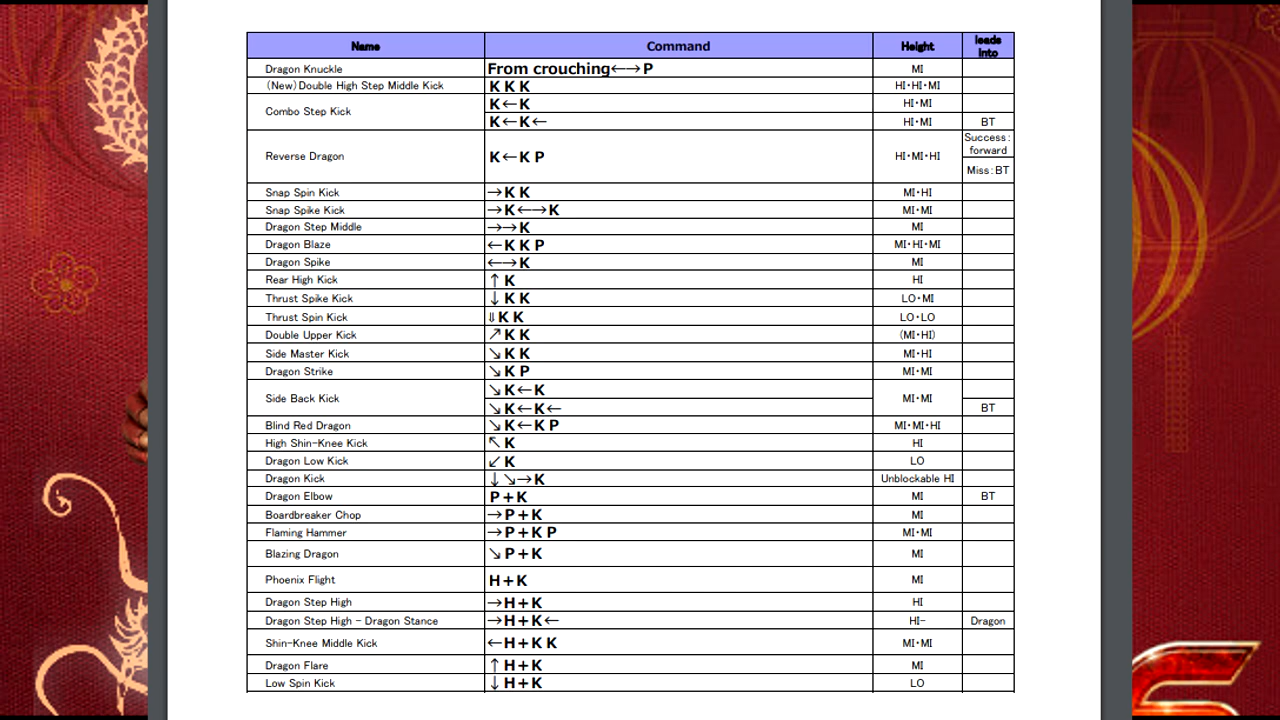 Name Command Height leads into
Dragon Knuckle From crouching←→P MI
(New)Double High Step Middle Kick K K K HI・HI・MI
Combo Step Kick K←K HI・MI
K←K← HI・MI BT
Reverse Dragon K←K P HI・MI・HI Success: forward
Miss:BT
Snap Spin Kick →K K MI・HI
Snap Spike Kick →K←→K MI・MI
Dragon Step Middle →→K MI
Dragon Blaze ←K K P MI・HI・MI
Dragon Spike ←→K MI
Rear High Kick ↑K HI
Thrust Spike Kick ↓K K LO・MI
Thrust Spin Kick ⇓K K LO・LO
Double Upper Kick ↗K K (MI・HI)
Side Master Kick ↘K K MI・HI
Dragon Strike ↘K P MI・MI
Side Back Kick ↘K←K MI・MI
↘K←K← BT
Blind Red Dragon ↘K←K P MI・MI・HI
High Shin-Knee Kick ↖K HI
Dragon Low Kick ↙K LO
Dragon Kick ↓↘→K Unblockable HI
Dragon Elbow P+K MI BT
Boardbreaker Chop →P+K MI
Flaming Hammer →P+K P MI・MI
Blazing Dragon ↘P+K MI
Phoenix Flight H+K MI
Dragon Step High →H+K HI
Dragon Step High - Dragon Stance →H+K← HI- Dragon
Shin-Knee Middle Kick ←H+K K MI・MI
Dragon Flare ↑H+K MI
Low Spin Kick ↓H+K LO